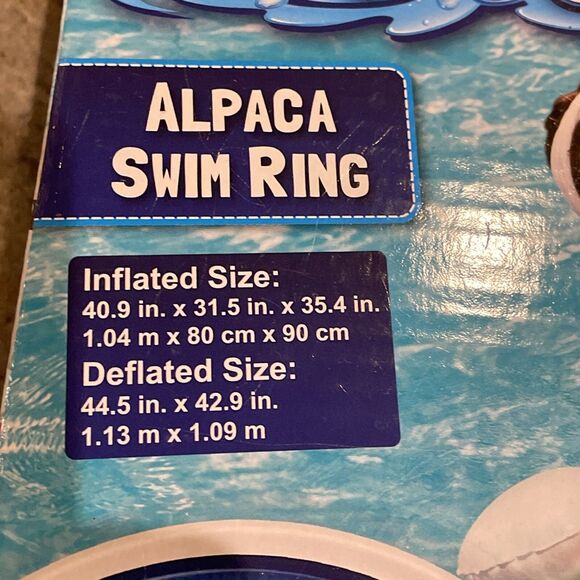 ALPACA
SWIM RING
Inflated Size:
40.9 in. x 31.5 in. x 35.4 in.
1.04 m x 80 cm x 90 cm
Deflated Size:
44.5 in. x 42.9 in.
1.13 m x 1.09 m